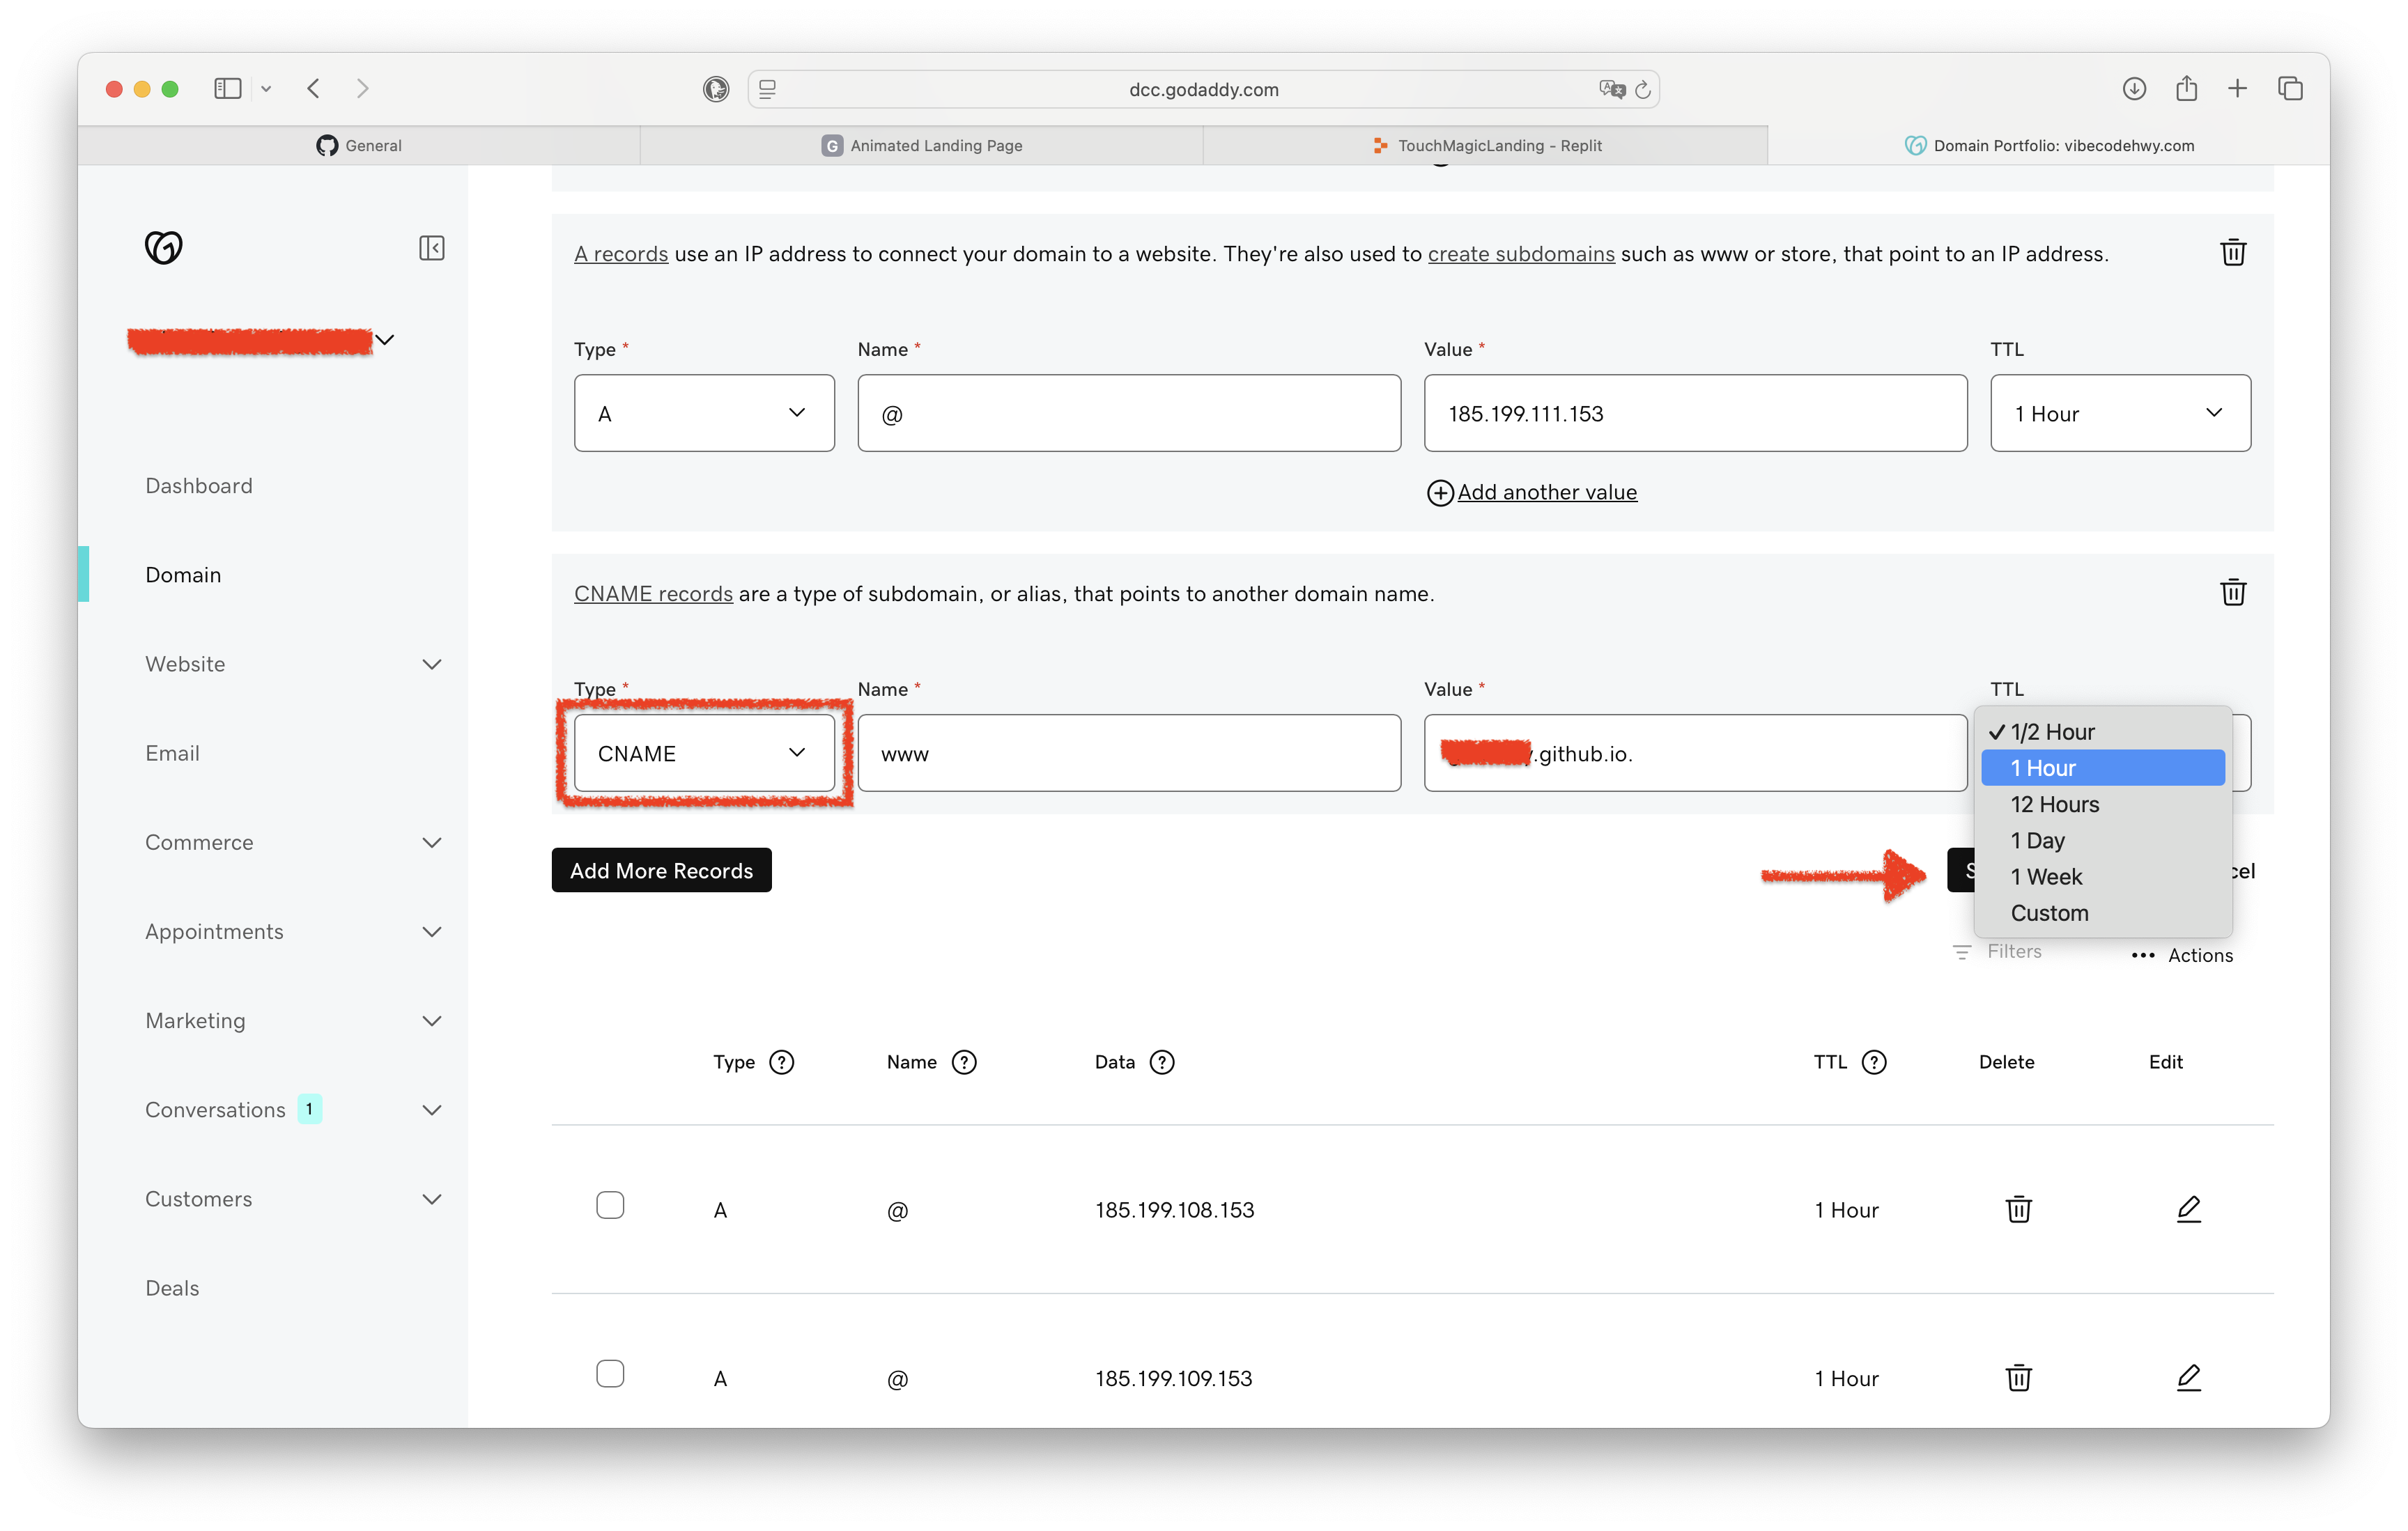 dcc.godaddy.com
General
G Animated Landing Page
TouchMagicLanding - Replit
Domain Portfolio: vibecodehwy.com
A records use an IP address to connect your domain to a website. They're also used to create subdomains such as www or store, that point to an IP address.
Type * Name * Value * TTL
A @ 185.199.111.153 1 Hour
Add another value
CNAME records are a type of subdomain, or alias, that points to another domain name.
Type * Name * Value * TTL
CNAME www .github.io.
✓ 1/2 Hour
1 Hour
12 Hours
1 Day
1 Week
Custom
Add More Records
Filters
Actions
Type ? Name ? Data ? TTL ? Delete Edit
A @ 185.199.108.153 1 Hour
A @ 185.199.109.153 1 Hour
Dashboard
Domain
Website
Email
Commerce
Appointments
Marketing
Conversations 1
Customers
Deals